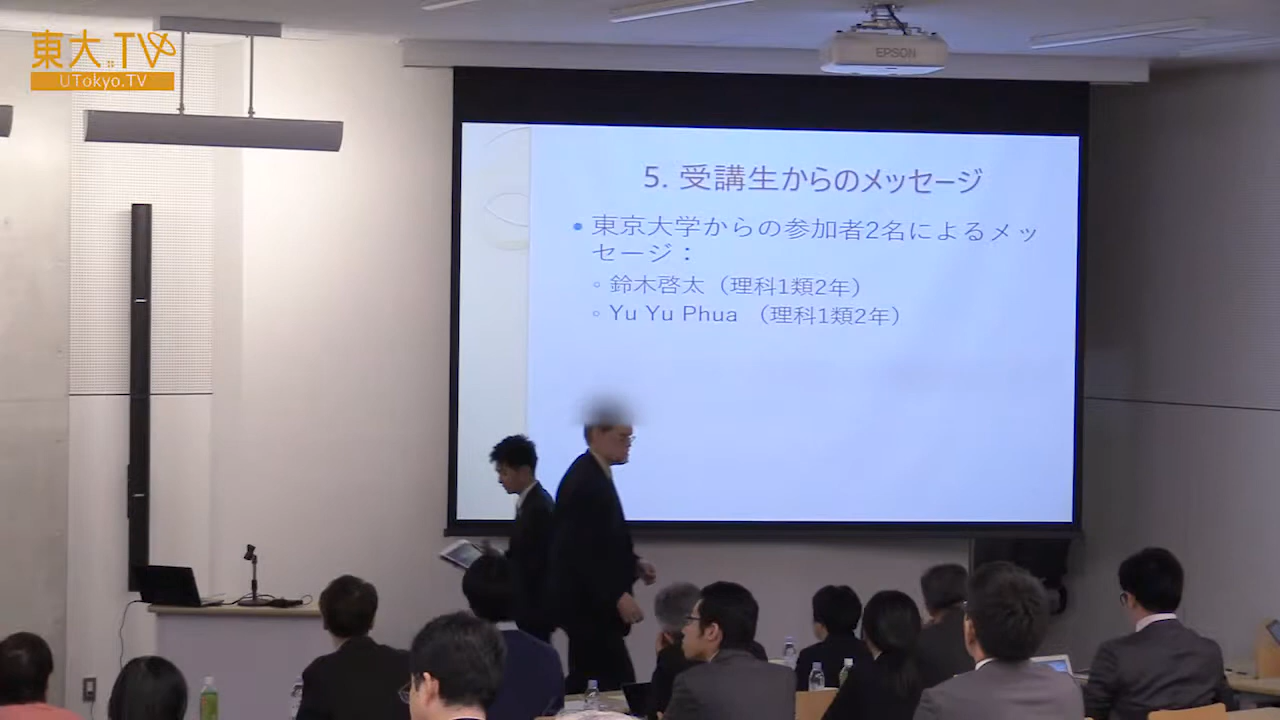 東大.TV
UTokyo.TV
EPSON
5. 受講生からのメッセージ
• 東京大学からの参加者2名によるメッ
セージ：
◦ 鈴木啓太（理科1類2年）
◦ Yu Yu Phua （理科1類2年）